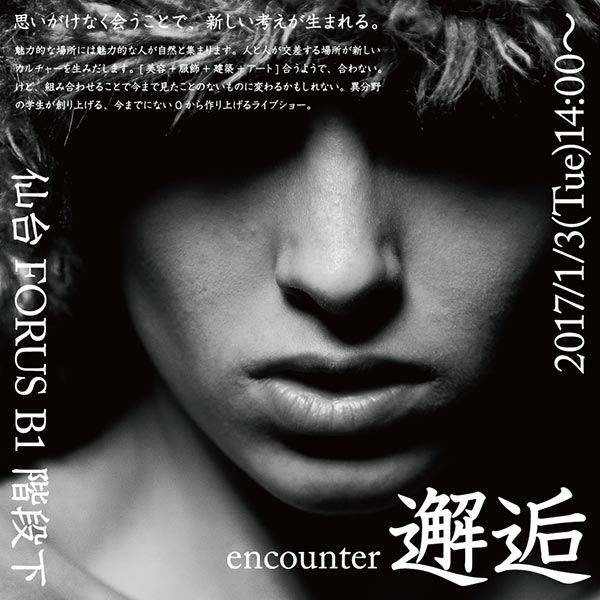 思いがけなく会うことで、新しい考えが生まれる。
魅力的な場所には魅力的な人が自然と集まります。人と人が交差する場所が新しい
カルチャーを生みだします。[美容+服飾+建築+アート]合うようで、合わない。
けど、組み合わせることで今まで見たことのないものに変わるかもしれない。異分野
の学生が創り上げる、今までにない0から作り上げるライブショー。
2017/1/3(Tue)14:00〜
仙台 FORUS B1 階段下
encounter 邂逅